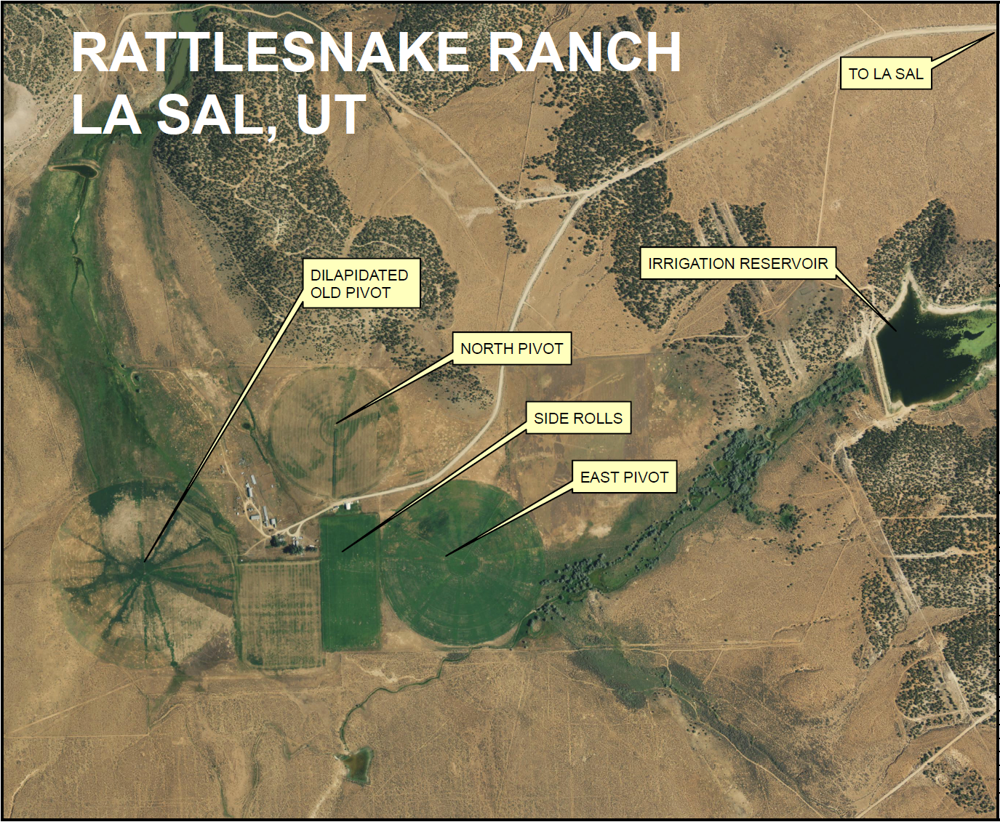 RATTLESNAKE RANCH
LA SAL, UT
TO LA SAL
IRRIGATION RESERVOIR
DILAPIDATED
OLD PIVOT
NORTH PIVOT
SIDE ROLLS
EAST PIVOT